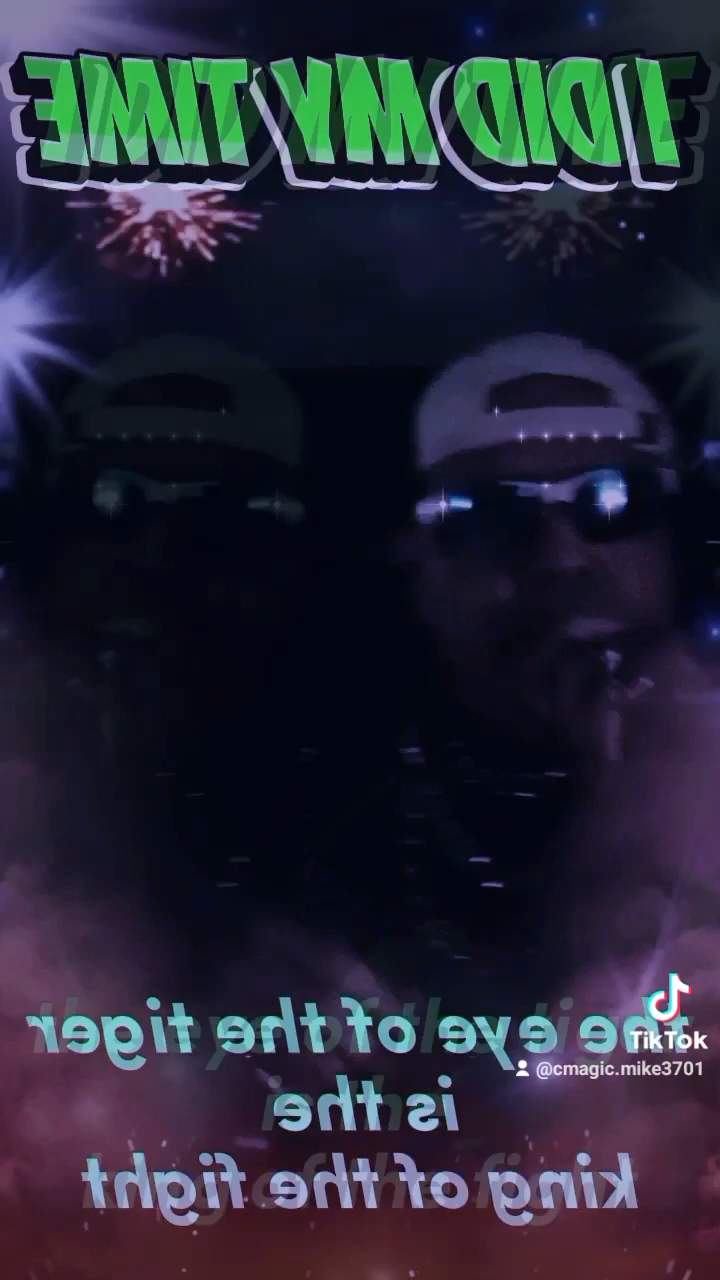 I DID MY TIME
TikTok
@cmagic.mike3701
the eye of the tiger
is the
king of the fight